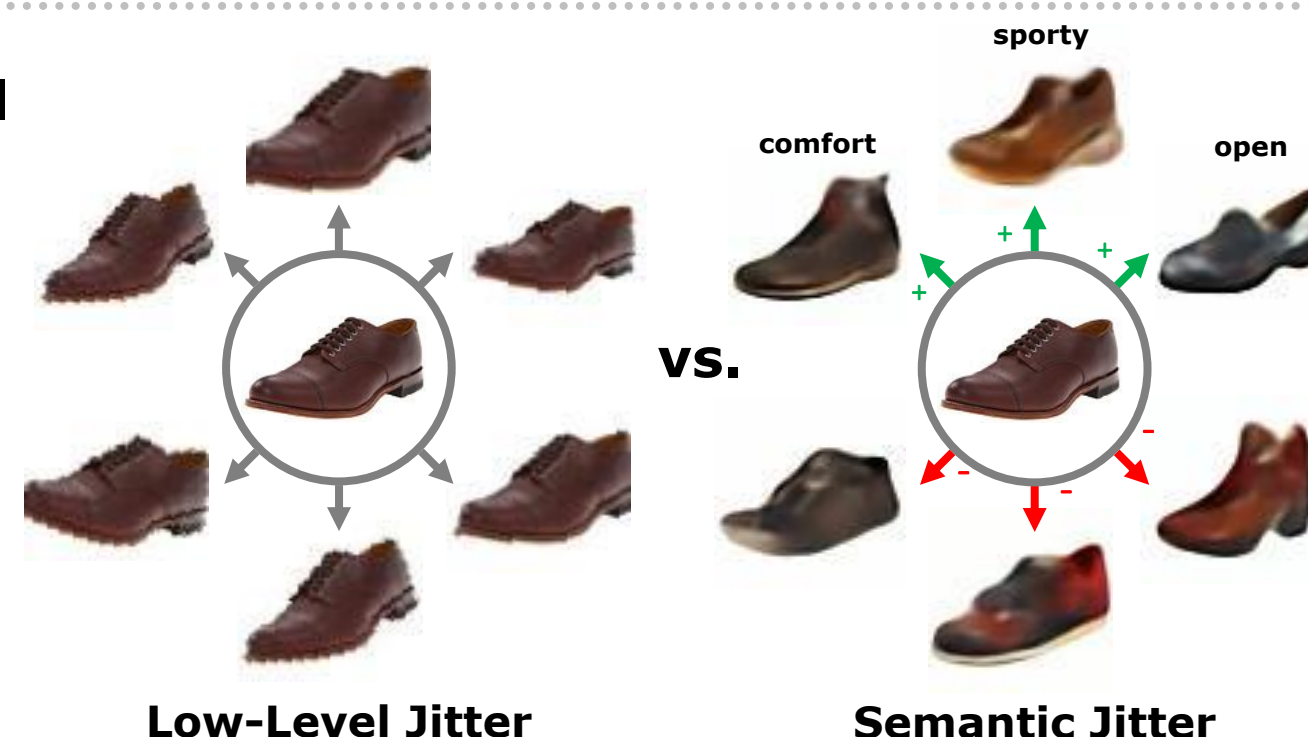 sporty
comfort
open
+
+
+
vs.
-
-
-
Low-Level Jitter
Semantic Jitter